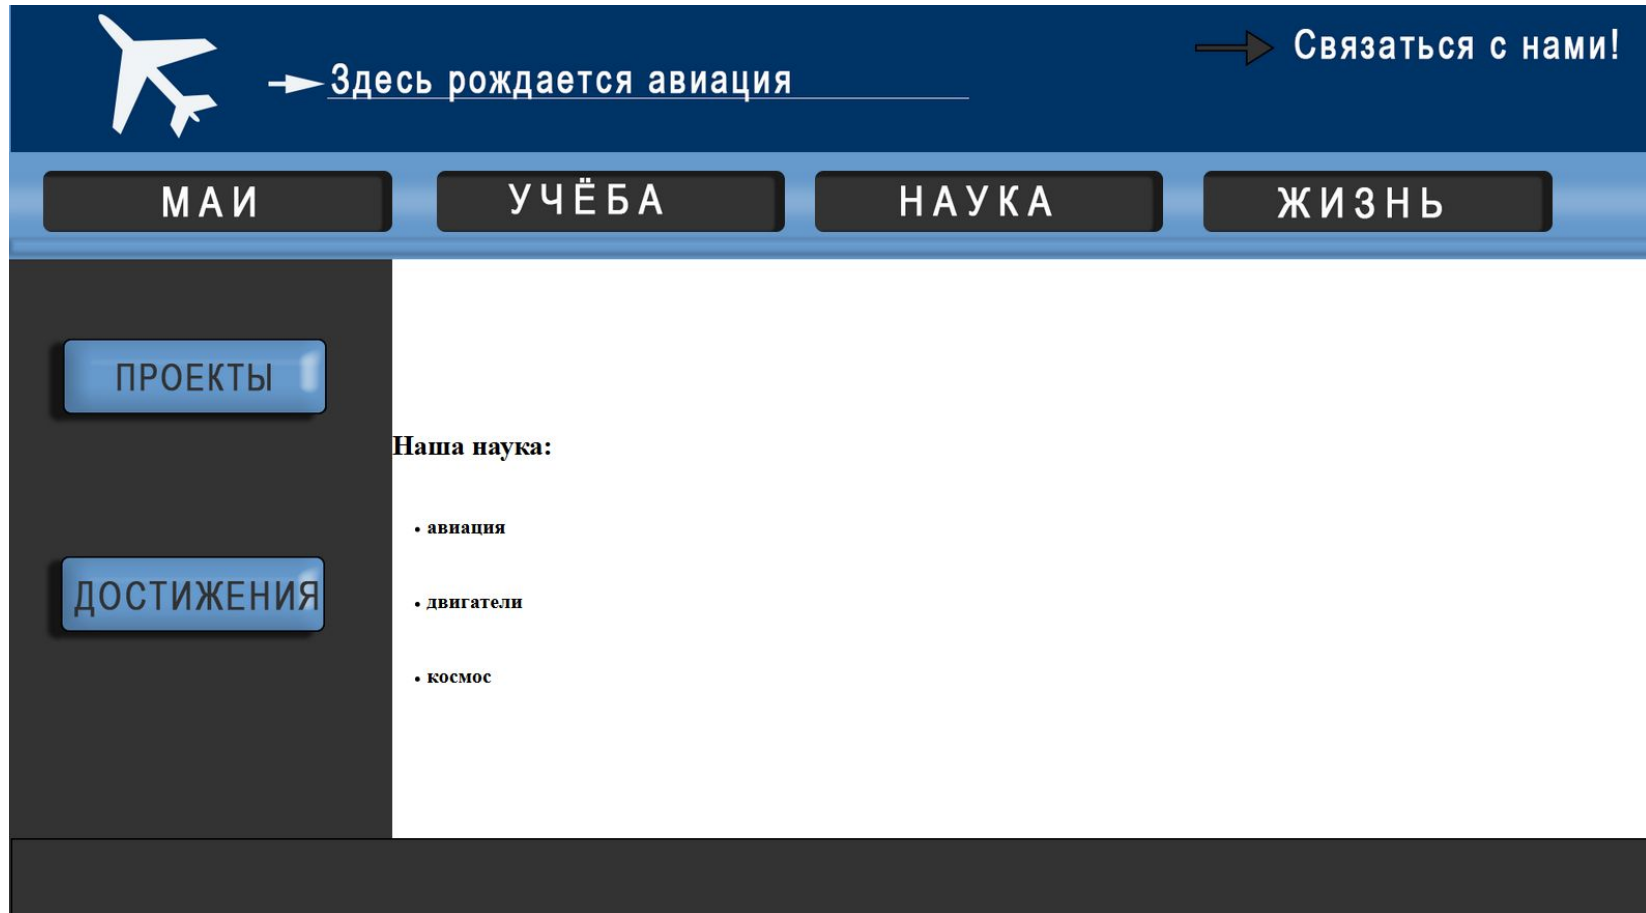 Связаться с нами!
Здесь рождается авиация
МАИ УЧЁБА НАУКА ЖИЗНЬ
ПРОЕКТЫ
Наша наука:
• авиация
ДОСТИЖЕНИЯ
• двигатели
• космос